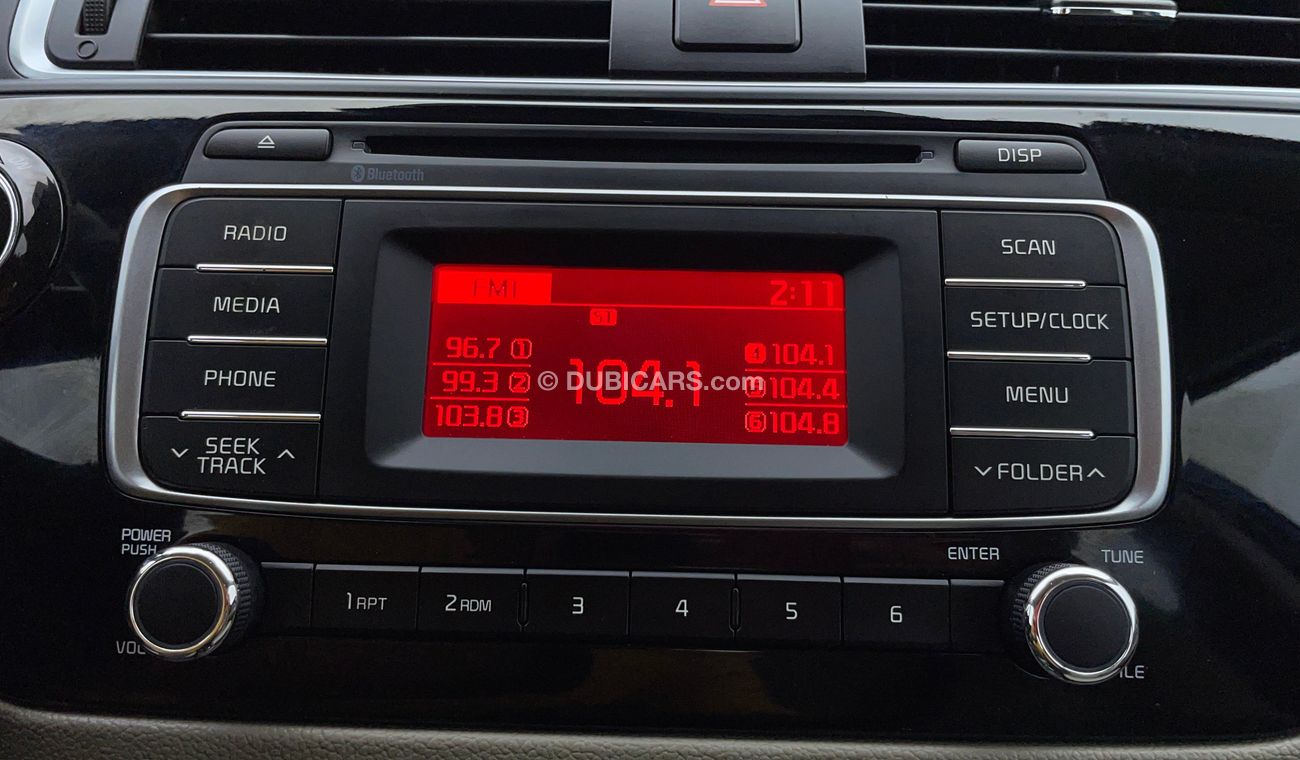 DISP
Bluetooth
RADIO
SCAN
FM1 2:11
ST
MEDIA
SETUP/CLOCK
96.7 1
4 104.1
PHONE
99.3 2
104.1
104.4
© DUBICARS.com
MENU
103.8 3
6 104.8
SEEK
TRACK
FOLDER
POWER
PUSH
ENTER
TUNE
1 RPT
2 RDM
3
4
5
6
VOL